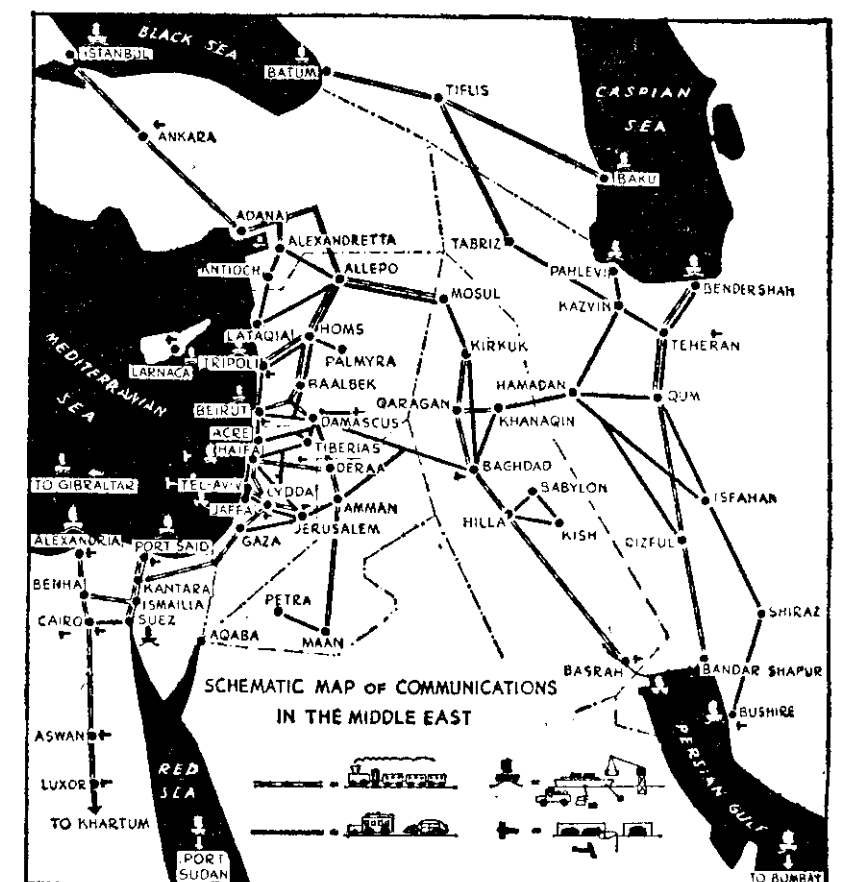 BLACK SEA
ISTANBUL
BATUM
TIFLIS
CASPIAN
SEA
ANKARA
BAKU
ADANA
ALEXANDRETTA
TABRIZ
ANTIOCH
ALLEPO
PAHLEVI
BENDERSHAH
MOSUL
KAZVIN
LATAQIA
HOMS
TEHERAN
MEDITERRANIAN
SEA
LARNACA
TRIPOLI
PALMYRA
KIRKUK
BAALBEK
HAMADAN
QUM
BEIRUT
DAMASCUS
QARAGAN
KHANAQIN
ACRE
HAIFA
TIBERIAS
DERAA
BAGHDAD
TO GIBRALTAR
TEL-AVIV
LYDDA
BABYLON
ISFAHAN
JAFFA
AMMAN
JERUSALEM
HILLA
KISH
ALEXANDRIA
PORT SAID
GAZA
DIZFUL
BENHA
KANTARA
ISMAILLA
CAIRO
SUEZ
PETRA
SHIRAZ
AQABA
MAAN
BASRAH
BANDAR SHAPUR
SCHEMATIC MAP OF COMMUNICATIONS
IN THE MIDDLE EAST
BUSHIRE
ASWAN
RED
SEA
PERSIAN GULF
LUXOR
TO KHARTUM
PORT
SUDAN
TO BOMBAY